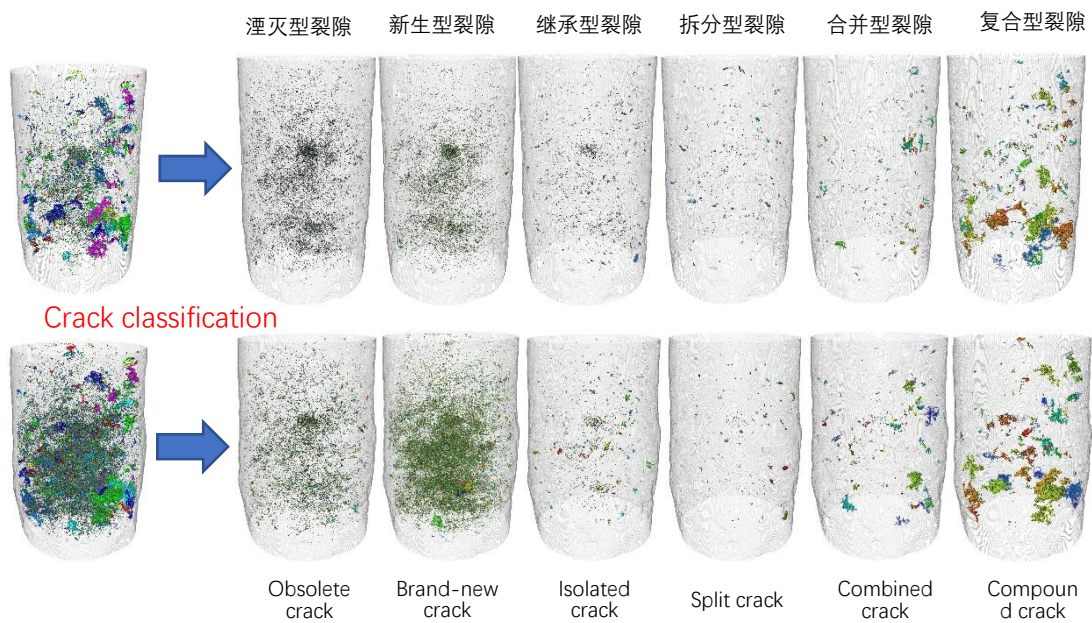 湮灭型裂隙
新生型裂隙
继承型裂隙
拆分型裂隙
合并型裂隙
复合型裂隙
Crack classification
Obsolete
crack
Brand-new
crack
Isolated
crack
Split crack
Combined
crack
Compoun
d crack